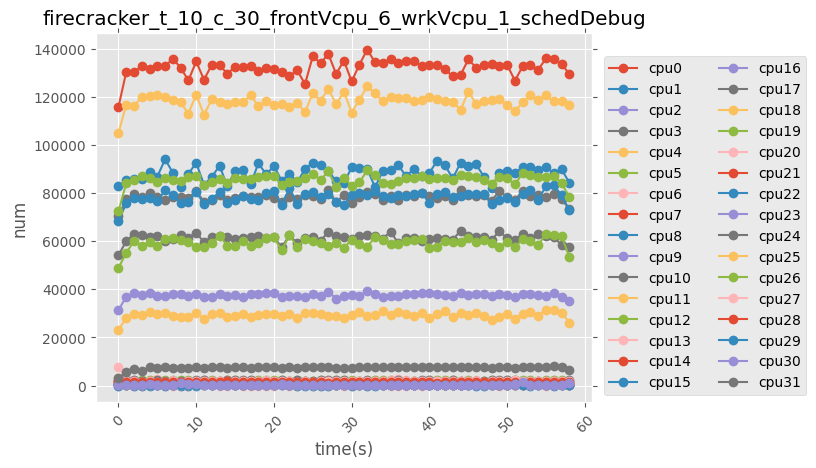 firecracker_t_10_c_30_frontVcpu_6_wrkVcpu_1_schedDebug
140000
120000
100000
80000
60000
40000
20000
0
num
0
10
20
30
40
50
60
time(s)
cpu0
cpu1
cpu2
cpu3
cpu4
cpu5
cpu6
cpu7
cpu8
cpu9
cpu10
cpu11
cpu12
cpu13
cpu14
cpu15
cpu16
cpu17
cpu18
cpu19
cpu20
cpu21
cpu22
cpu23
cpu24
cpu25
cpu26
cpu27
cpu28
cpu29
cpu30
cpu31